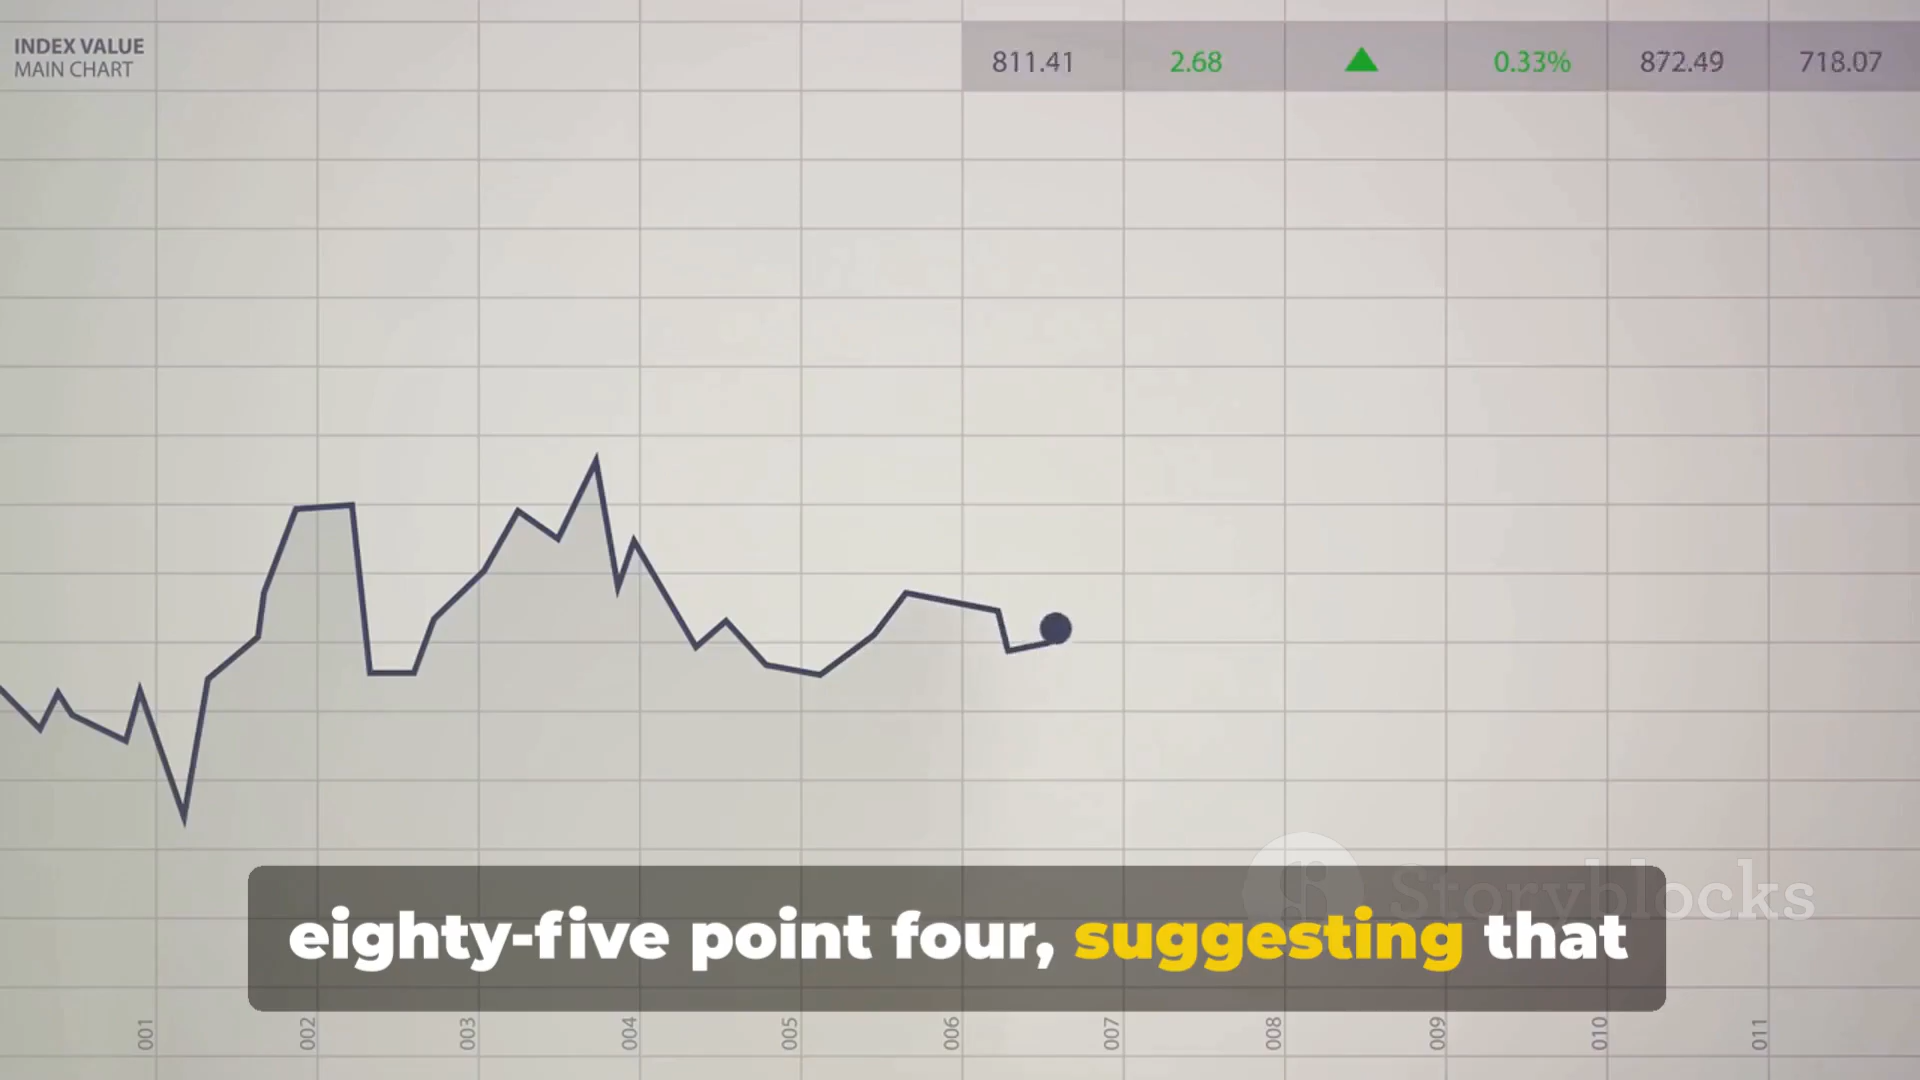 INDEX VALUE
MAIN CHART
811.41 2.68 0.33% 872.49 718.07
Storyblocks
eighty-five point four, suggesting that
001 002 003 004 005 006 007 008 009 010 011